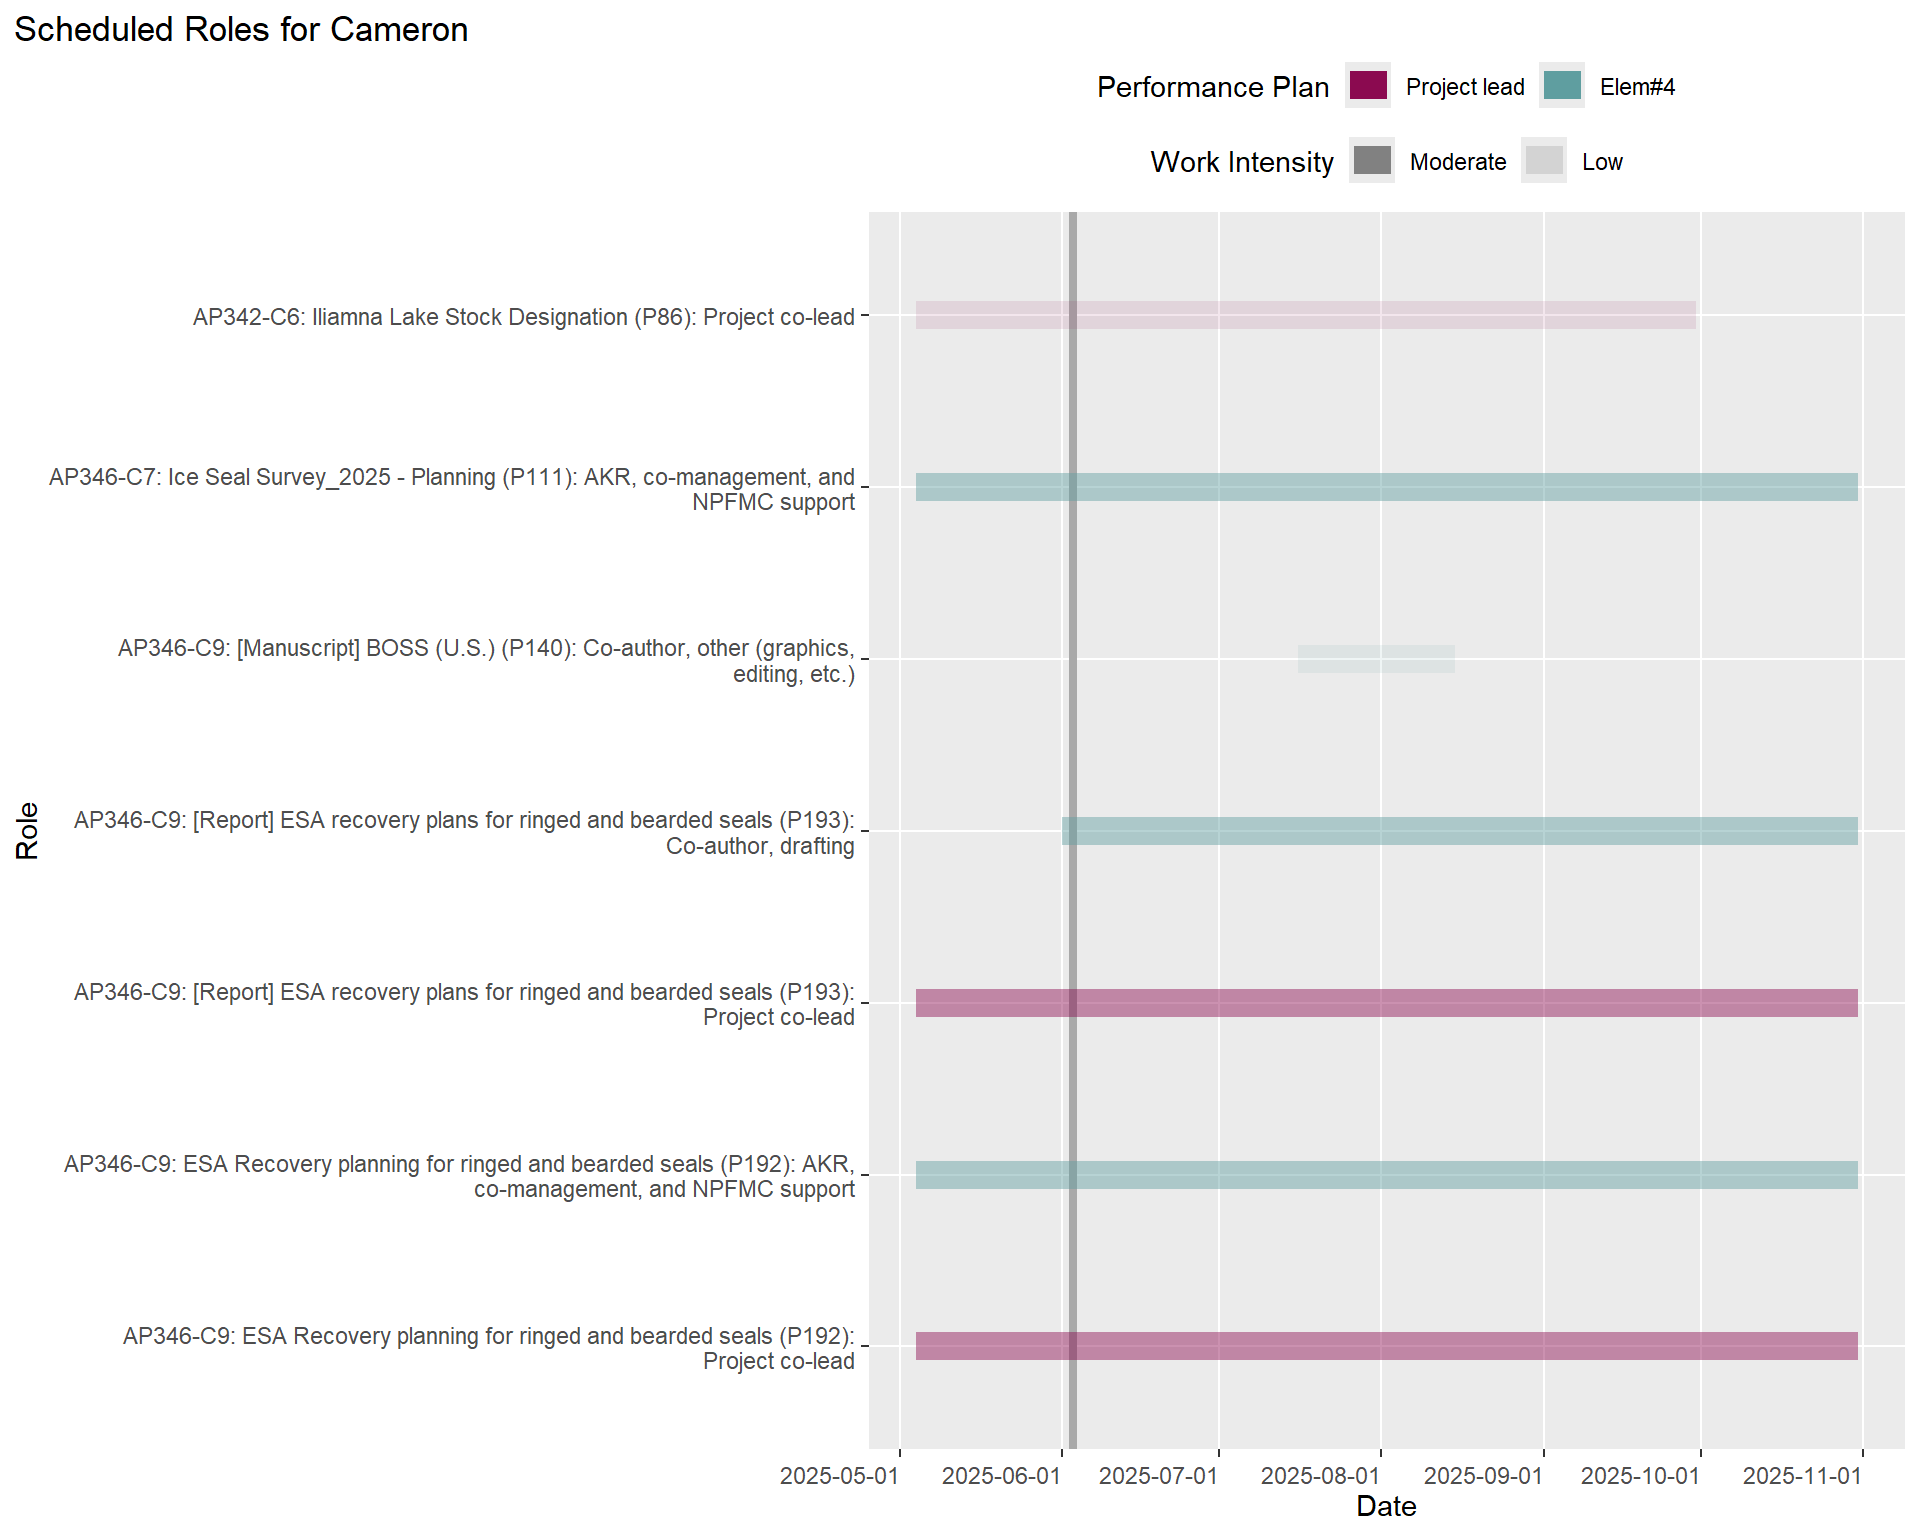 Scheduled Roles for Cameron
Performance Plan Project lead Elem#4
Work Intensity Moderate Low
AP342-C6: Iliamna Lake Stock Designation (P86): Project co-lead
AP346-C7: Ice Seal Survey_2025 - Planning (P111): AKR, co-management, and
NPFMC support
AP346-C9: [Manuscript] BOSS (U.S.) (P140): Co-author, other (graphics,
editing, etc.)
AP346-C9: [Report] ESA recovery plans for ringed and bearded seals (P193):
Co-author, drafting
AP346-C9: [Report] ESA recovery plans for ringed and bearded seals (P193):
Project co-lead
AP346-C9: ESA Recovery planning for ringed and bearded seals (P192): AKR,
co-management, and NPFMC support
AP346-C9: ESA Recovery planning for ringed and bearded seals (P192):
Project co-lead
Role
2025-05-01 2025-06-01 2025-07-01 2025-08-01 2025-09-01 2025-10-01 2025-11-01
Date